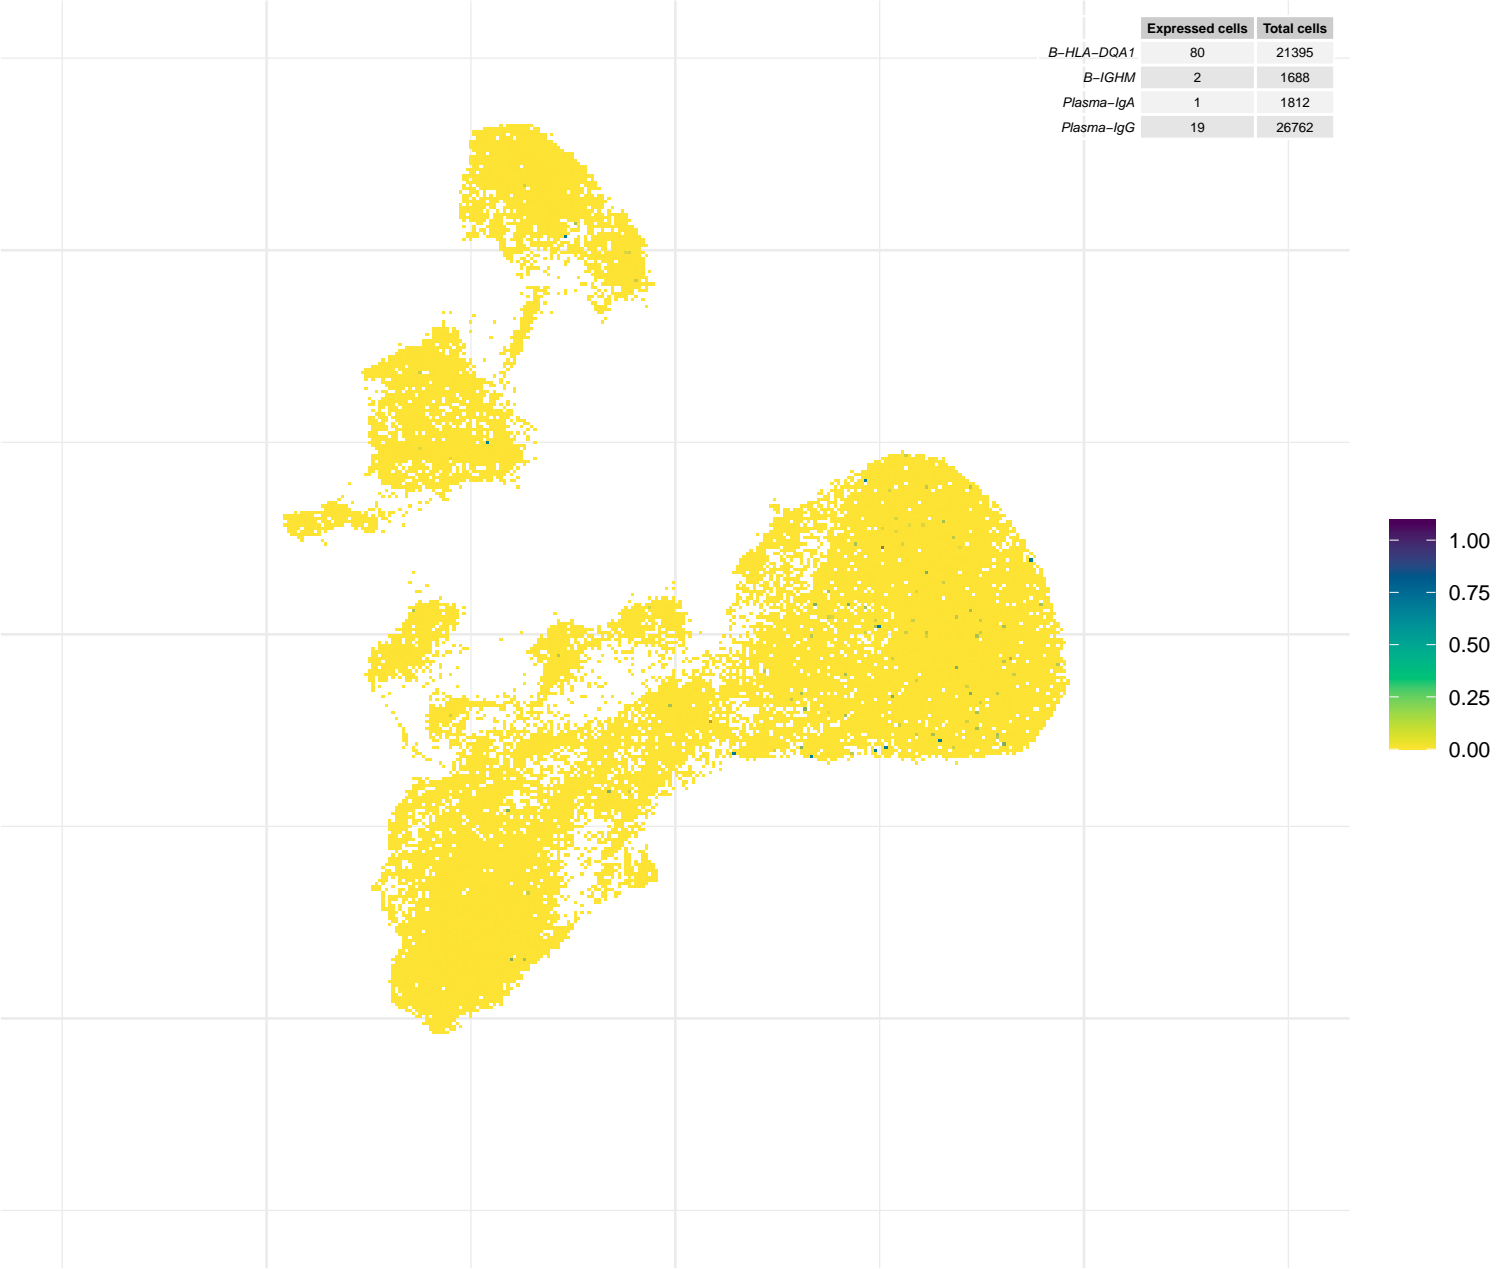 Expressed cells Total cells
B−HLA−DQA1 80 21395
B−IGHM 2 1688
Plasma−IgA 1 1812
Plasma−IgG 19 26762
1.00
0.75
0.50
0.25
0.00